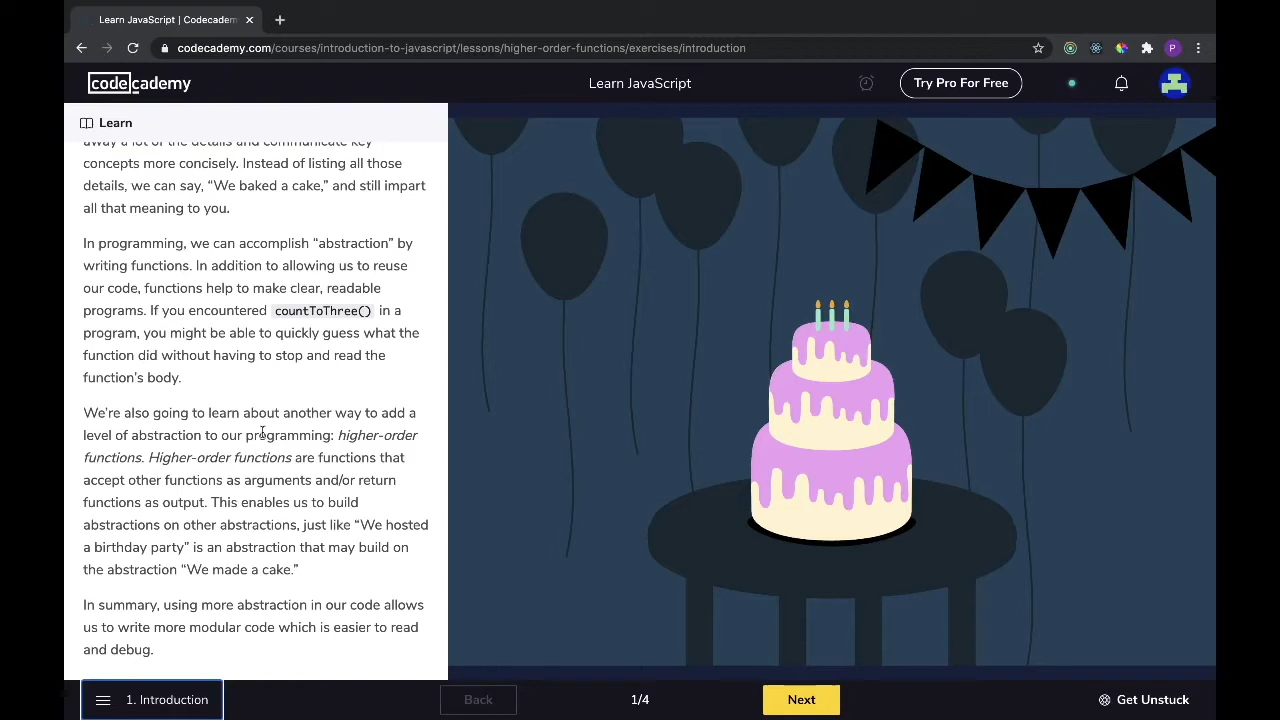 Learn JavaScript | Codecadem
codecademy.com/courses/introduction-to-javascript/lessons/higher-order-functions/exercises/introduction
P
codecademy
Learn JavaScript
Try Pro For Free
Learn
away a lot of the details and communicate key
concepts more concisely. Instead of listing all those
details, we can say, “We baked a cake,” and still impart
all that meaning to you.
In programming, we can accomplish “abstraction” by
writing functions. In addition to allowing us to reuse
our code, functions help to make clear, readable
programs. If you encountered countToThree() in a
program, you might be able to quickly guess what the
function did without having to stop and read the
function’s body.
We’re also going to learn about another way to add a
level of abstraction to our programming: higher-order
functions. Higher-order functions are functions that
accept other functions as arguments and/or return
functions as output. This enables us to build
abstractions on other abstractions, just like “We hosted
a birthday party” is an abstraction that may build on
the abstraction “We made a cake.”
In summary, using more abstraction in our code allows
us to write more modular code which is easier to read
and debug.
1. Introduction
Back
1/4
Next
Get Unstuck